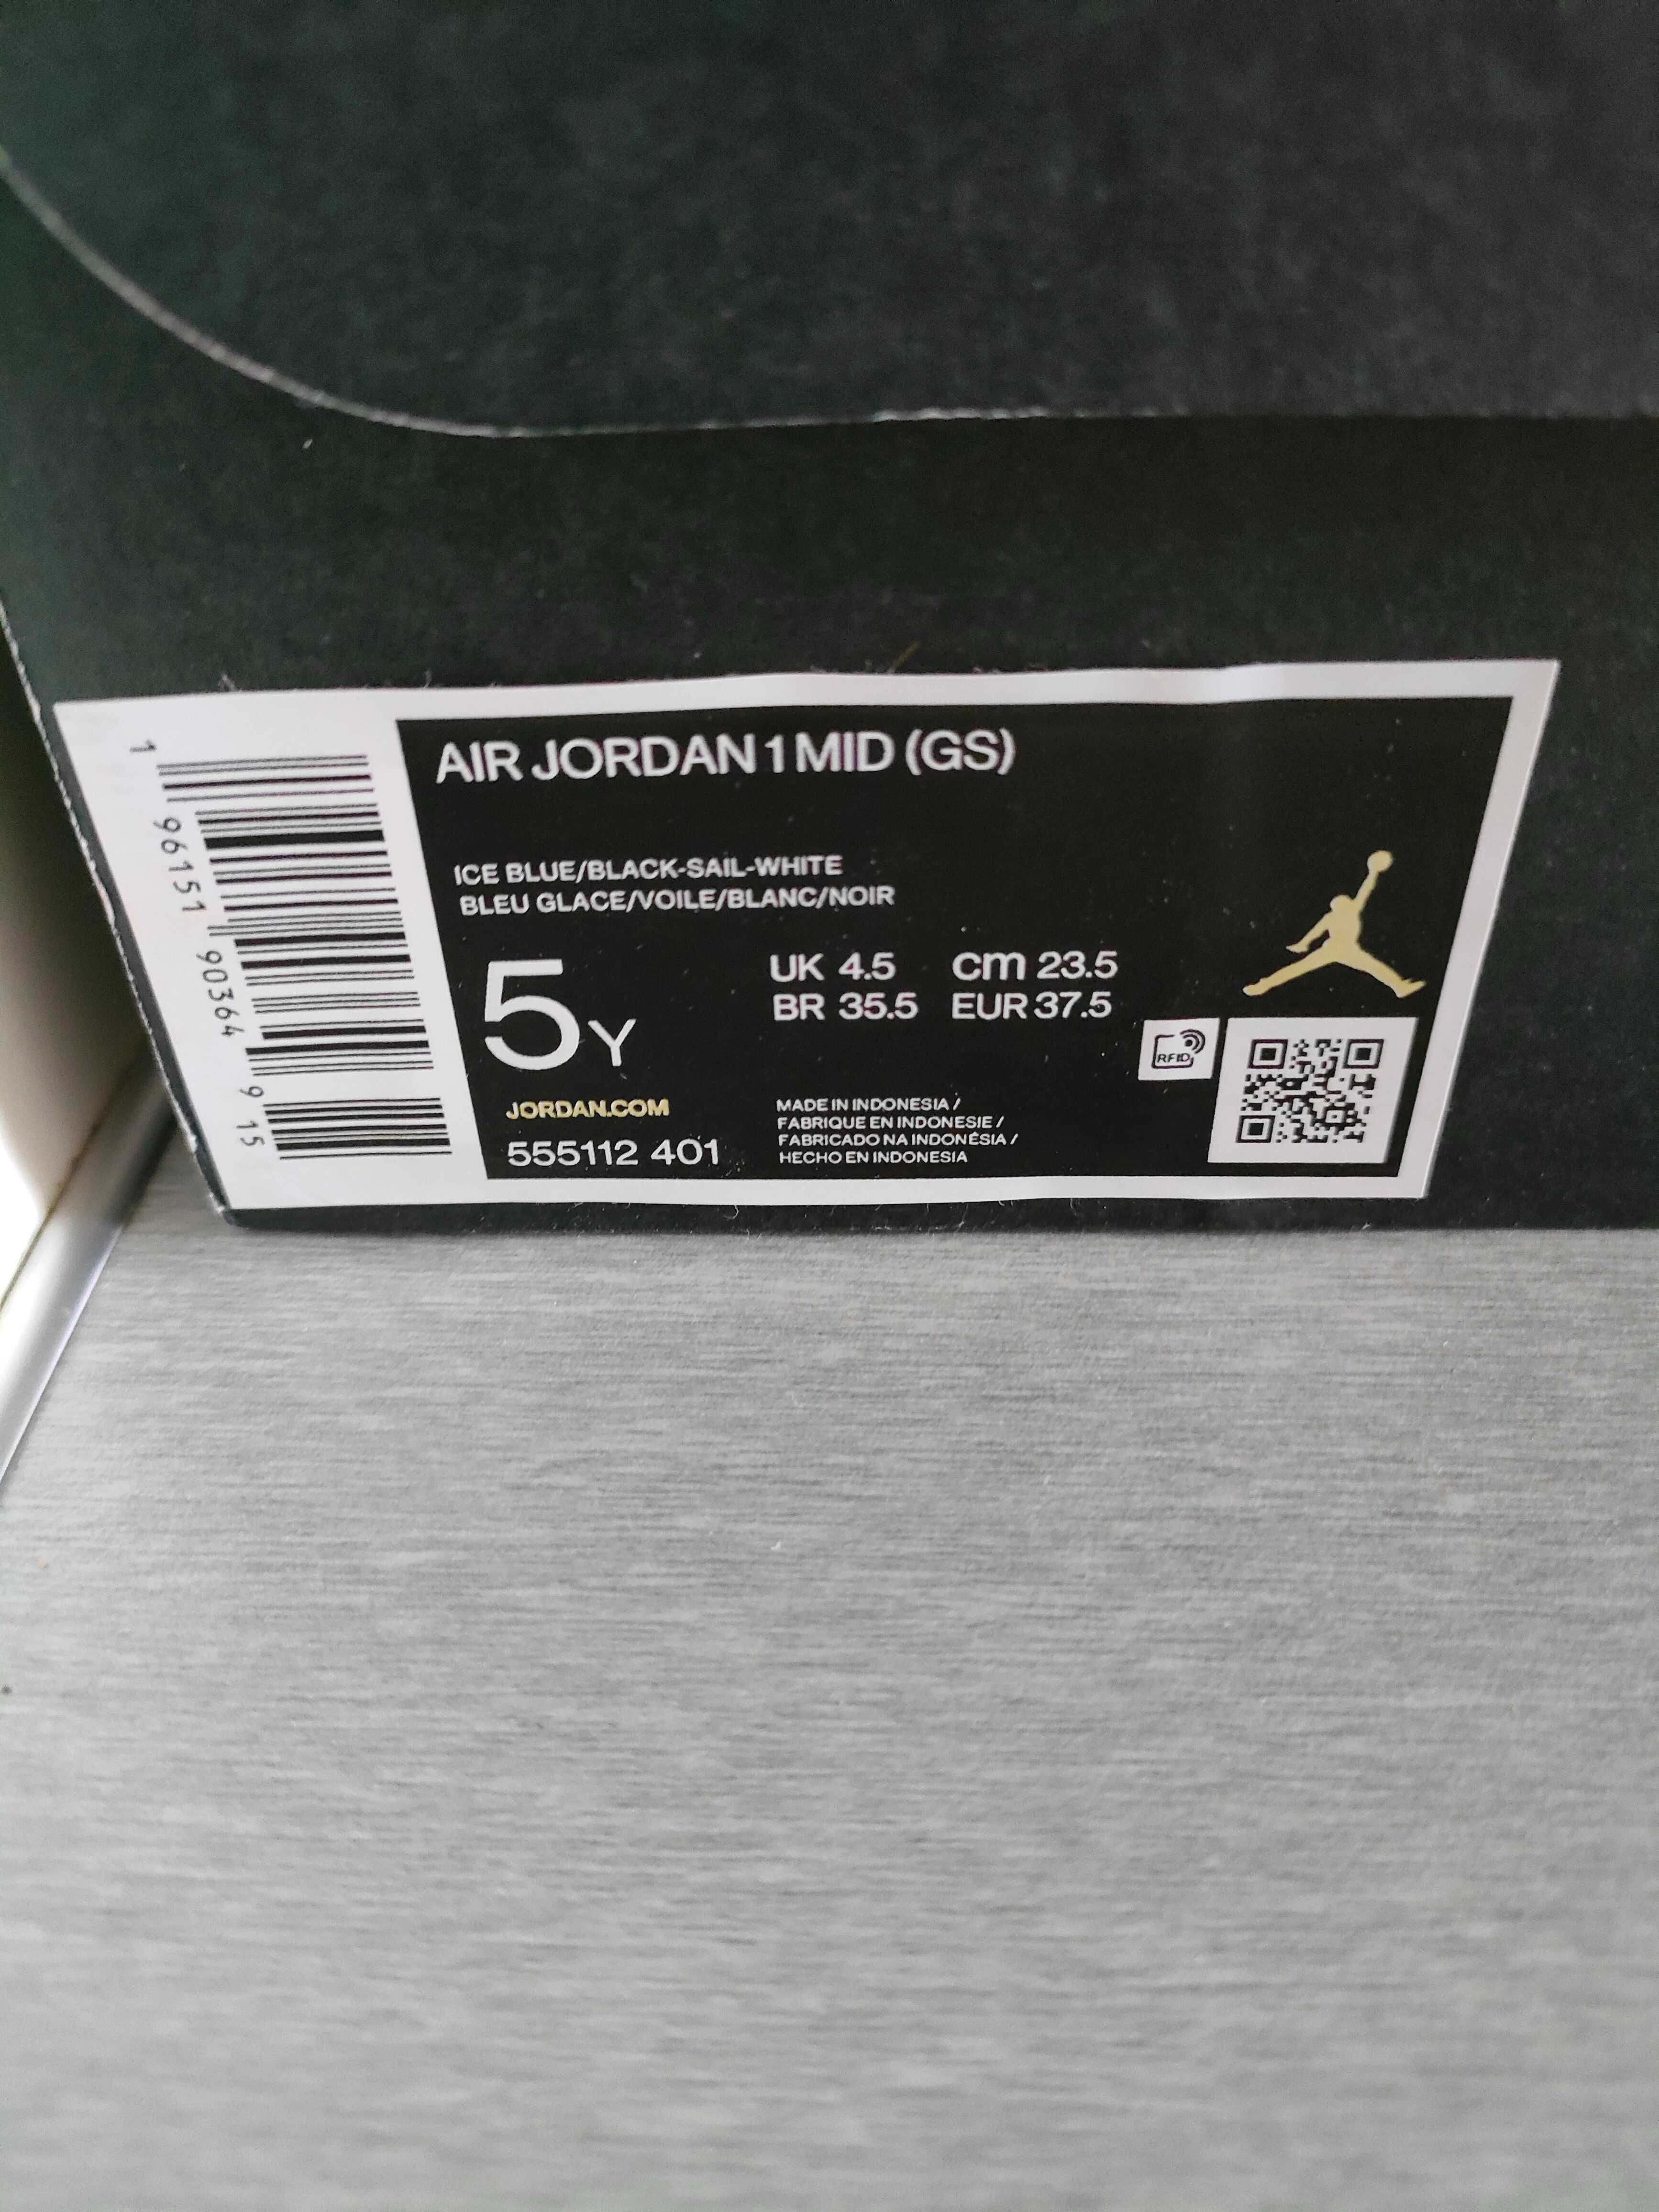 AIR JORDAN 1 MID (GS)
ICE BLUE/BLACK-SAIL-WHITE
BLEU GLACE/VOILE/BLANC/NOIR
5Y
UK 4.5 cm 23.5
BR 35.5 EUR 37.5
RFID
JORDAN.COM
555112 401
MADE IN INDONESIA /
FABRIQUE EN INDONESIE /
FABRICADO NA INDONÉSIA /
HECHO EN INDONESIA
1 96151 90364 9 15